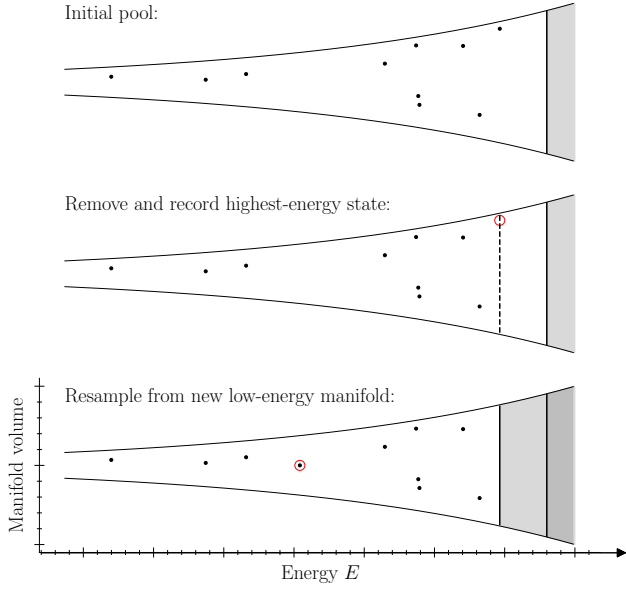 Initial pool:
Remove and record highest-energy state:
Resample from new low-energy manifold:
Manifold volume
Energy E